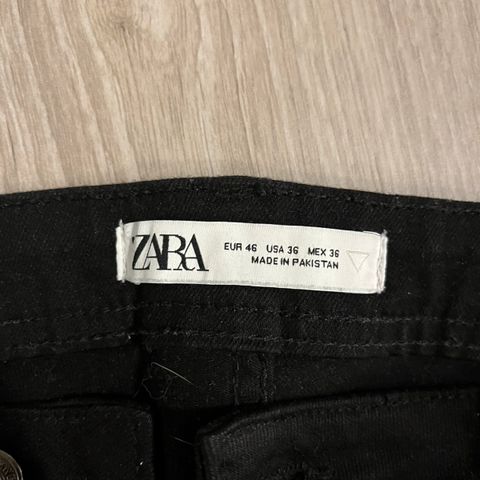 ZARA
EUR 46 USA 36 MEX 36
MADE IN PAKISTAN